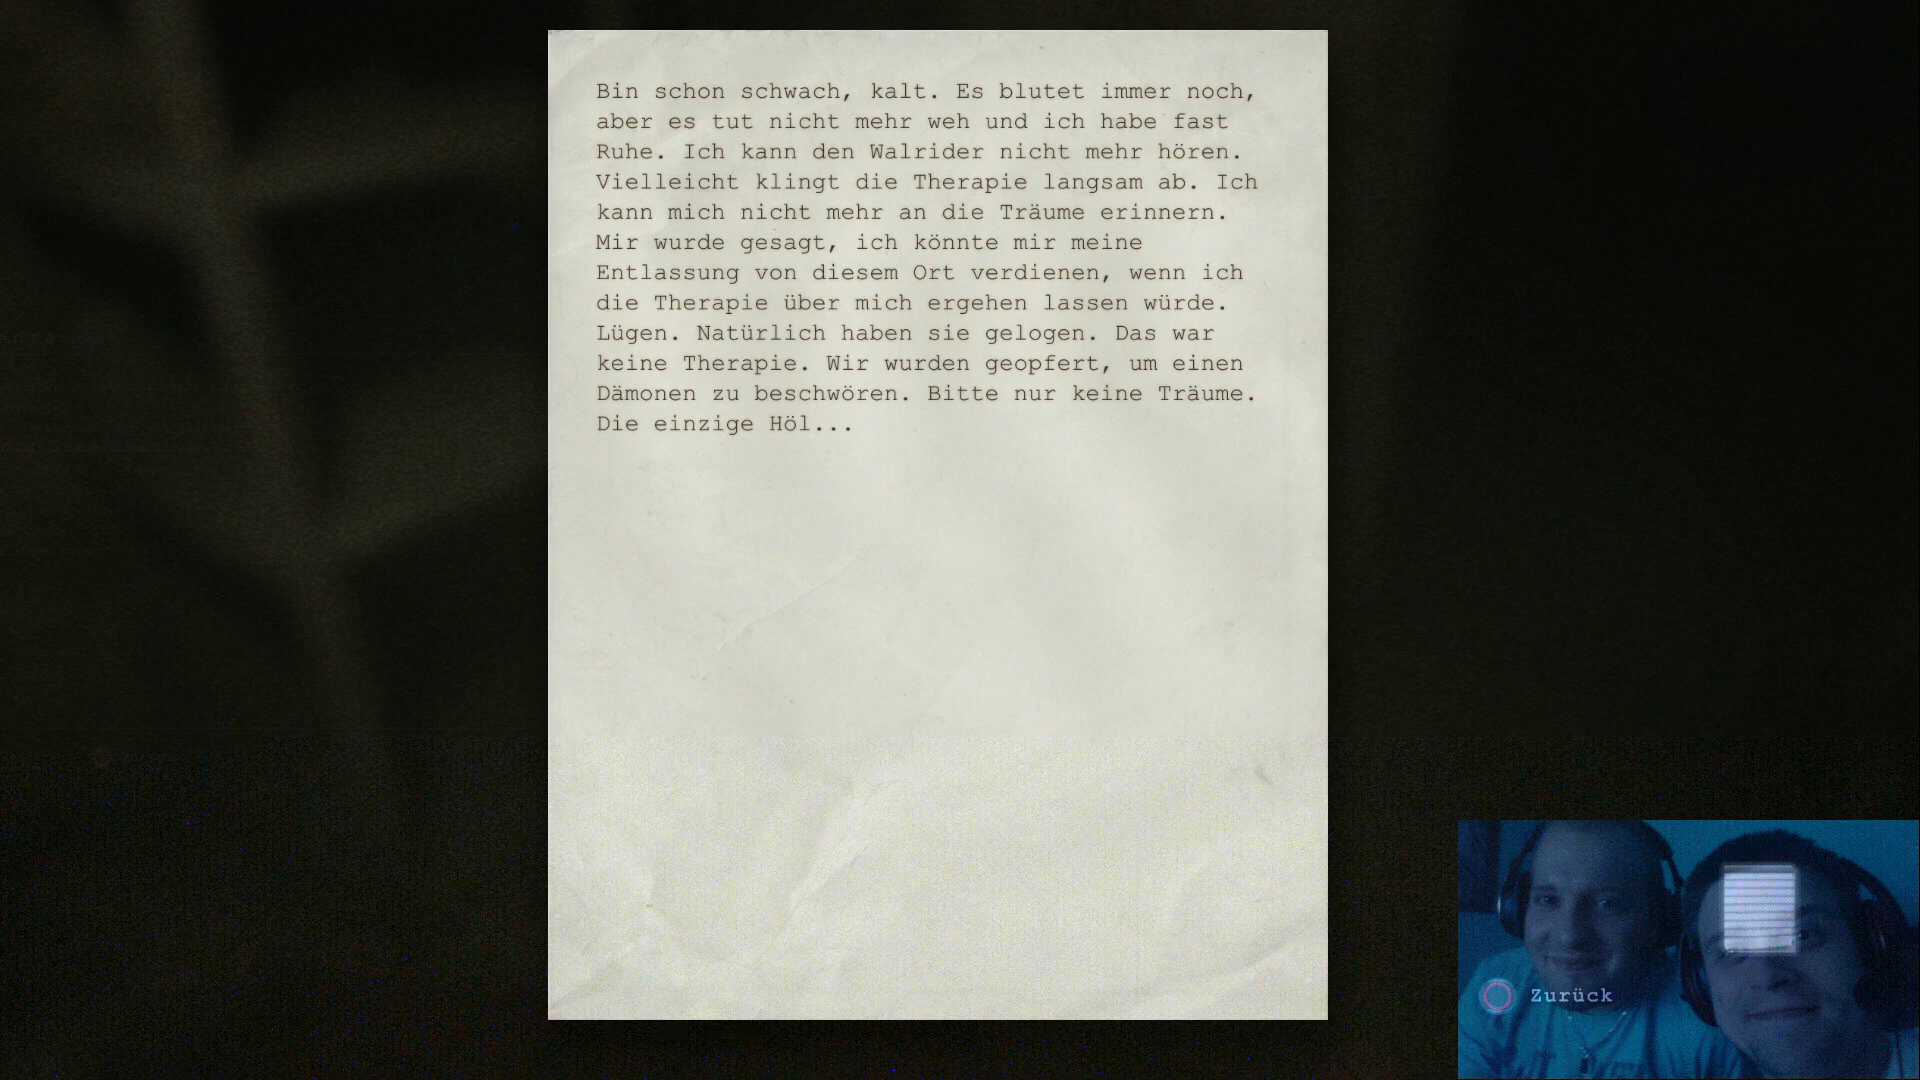 Bin schon schwach, kalt. Es blutet immer noch,
aber es tut nicht mehr weh und ich habe fast
Ruhe. Ich kann den Walrider nicht mehr hören.
Vielleicht klingt die Therapie langsam ab. Ich
kann mich nicht mehr an die Träume erinnern.
Mir wurde gesagt, ich könnte mir meine
Entlassung von diesem Ort verdienen, wenn ich
die Therapie über mich ergehen lassen würde.
Lügen. Natürlich haben sie gelogen. Das war
keine Therapie. Wir wurden geopfert, um einen
Dämonen zu beschwören. Bitte nur keine Träume.
Die einzige Höl...
Zurück